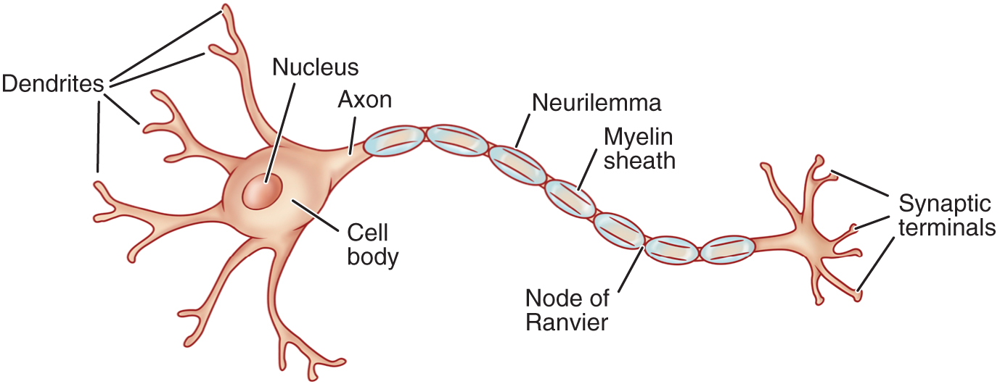 Dendrites
Nucleus
Axon
Neurilemma
Myelin
sheath
Cell
body
Node of
Ranvier
Synaptic
terminals